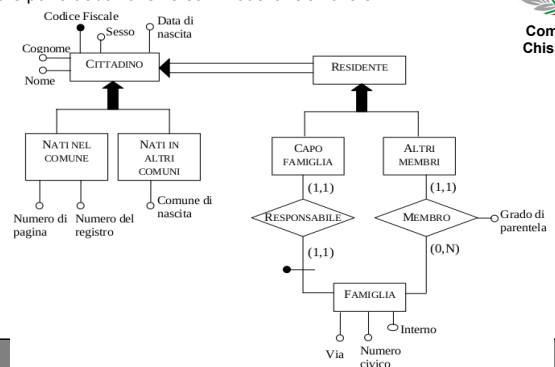 Codice Fiscale
Data di
nascita
Sesso
Cognome
Nome
CITTADINO
RESIDENTE
Com
Chis
NATI NEL
COMUNE
NATI IN
ALTRI
COMUNI
CAPO
FAMIGLIA
ALTRI
MEMBRI
Numero di
pagina
Numero del
registro
Comune di
nascita
(1,1)
(1,1)
RESPONSABILE
MEMBRO
Grado di
parentela
(1,1)
(0,N)
FAMIGLIA
Via
Numero
civico
Interno